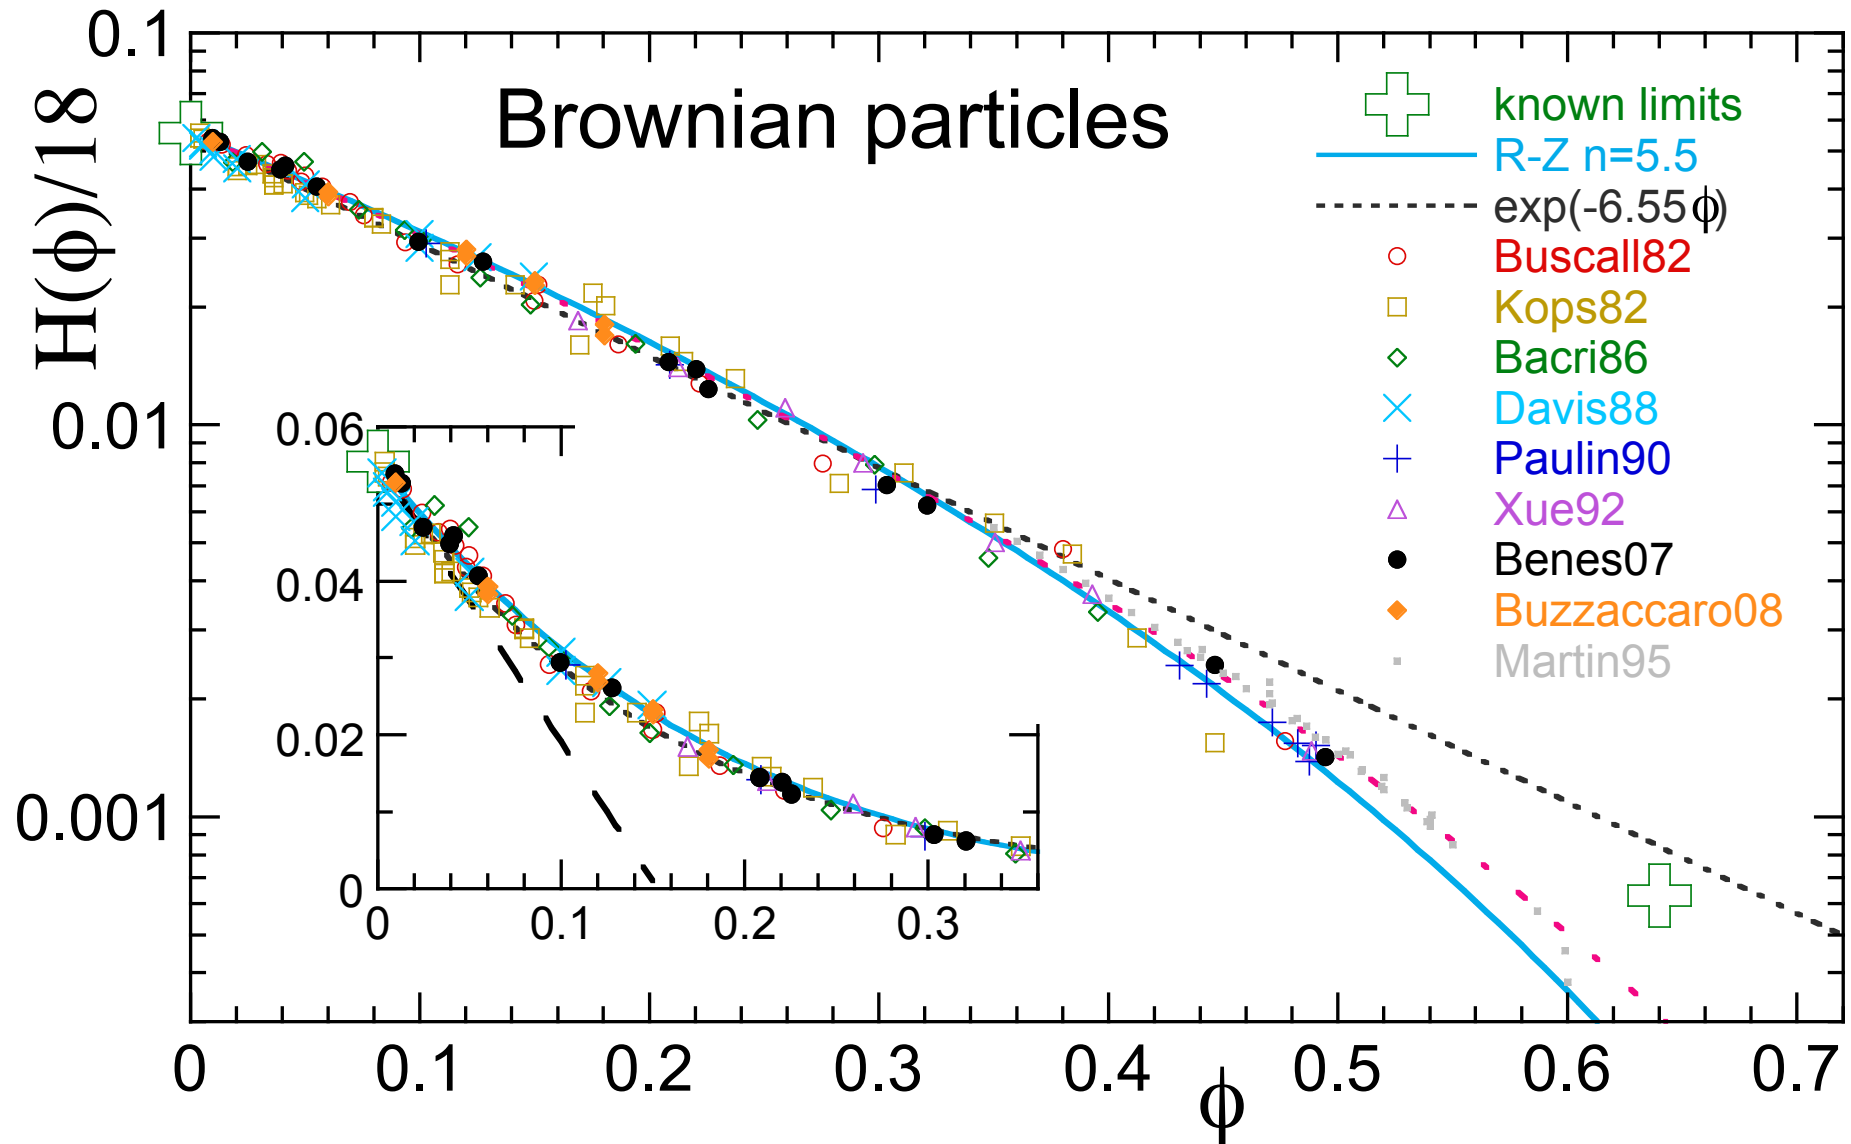 Brownian particles
H(ϕ)/18
0.1
0.01
0.001
known limits
R-Z n=5.5
exp(-6.55ϕ)
Buscall82
Kops82
Bacri86
Davis88
Paulin90
Xue92
Benes07
Buzzaccaro08
Martin95
0.06
0.04
0.02
0
0 0.1 0.2 0.3
0 0.1 0.2 0.3 0.4 0.5 0.6 0.7
ϕ